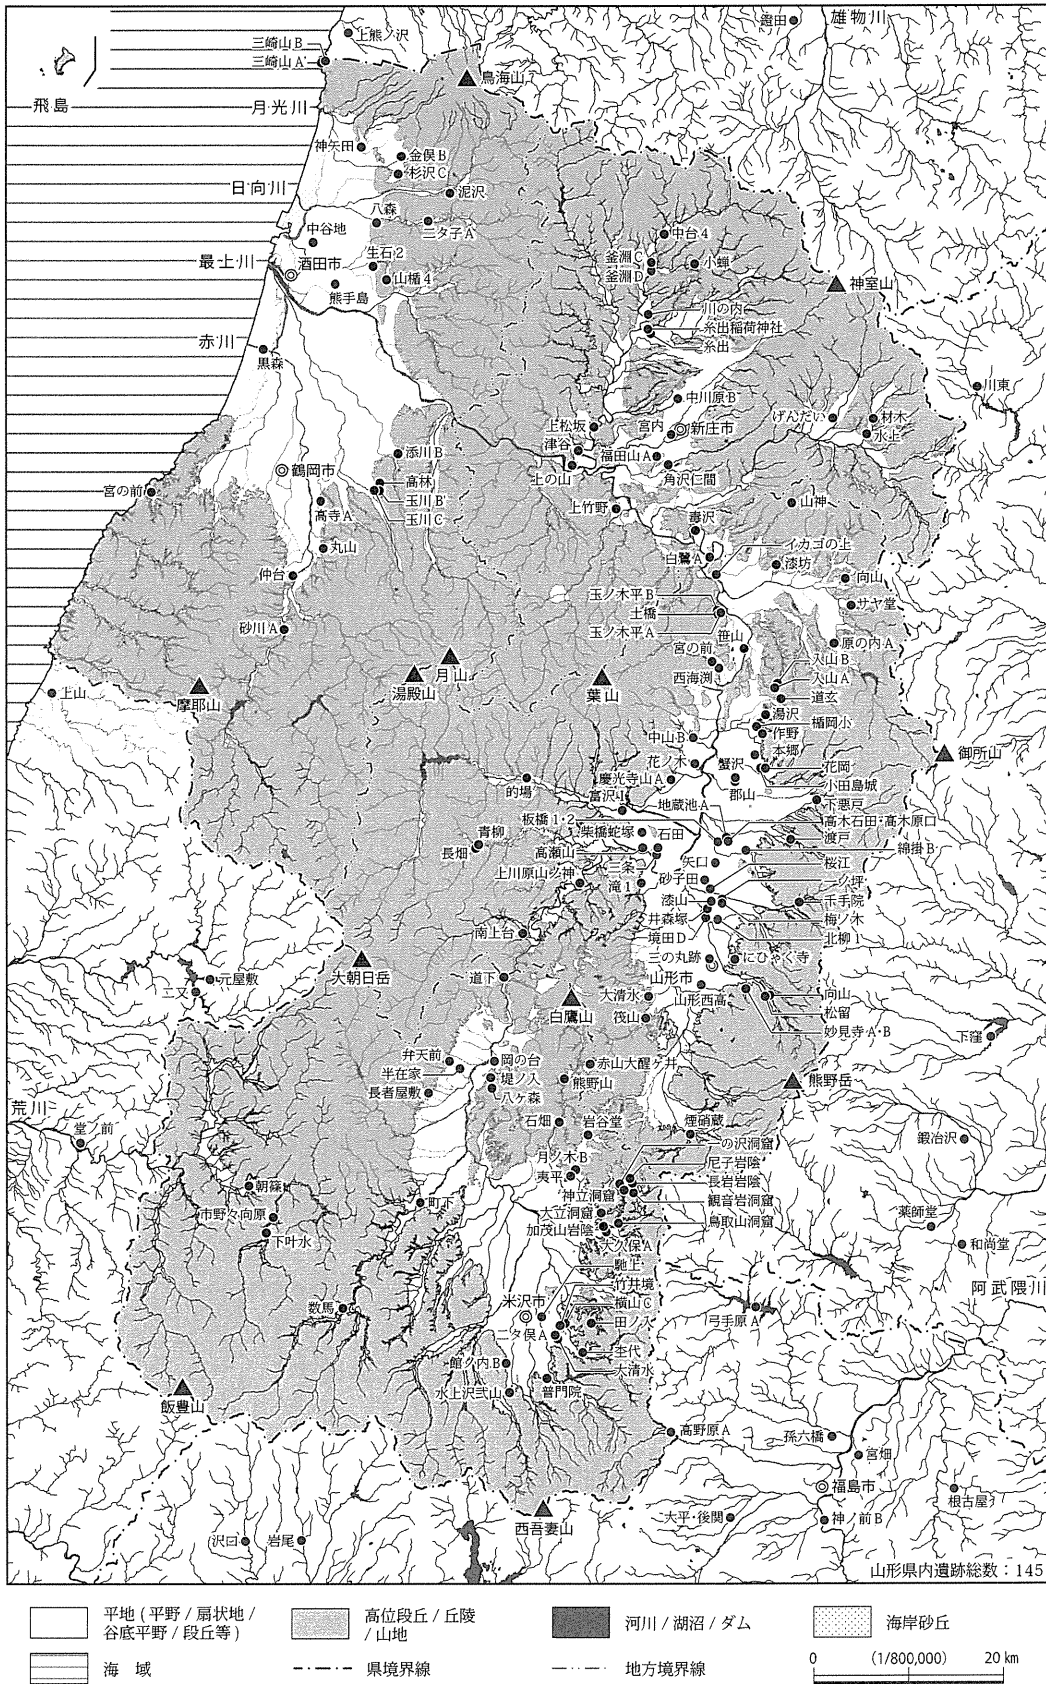 上熊ノ沢
鐙田
雄物川
三崎山B
三崎山A
鳥海山
飛島
月光川
神矢田
金俣B
杉沢C
日向川
泥沢
八森
二タ子A
中谷地
中台4
最上川
生石2
釜淵C
小蝉
酒田市
山楯4
釜淵D
神室山
熊手島
川の内
糸出稲荷神社
糸出
赤川
黒森
川東
中川原B
げんだい
材木
上松坂
宮内
新庄市
水上
津谷
福田山A
添川B
上の山
角沢仁間
鶴岡市
高林
宮の前
玉川B
高寺A
玉川C
上竹野
山神
毒沢
丸山
イカゴの上
白鷺A
漆坊
仲台
向山
玉ノ木平B
サヤ堂
土橋
砂川A
玉ノ木平A
笹山
原の内A
宮の前
入山B
月山
西海渕
入山A
上山
摩耶山
湯殿山
葉山
道玄
湯沢
楯岡小
作野
中山B
本郷
御所山
花ノ木
蟹沢
花岡
的場
慶光寺山A
小田島城
郡山
富沢1
地蔵池A
下悪戸
板橋1・2
高木石田・高木原口
青柳
柴橋蛇塚
石田
渡戸
長畑
高瀬山
綿掛B
矢口
桜江
上川原山ノ神
三条
砂子田
一ノ坪
滝1
漆山
千手院
井森塚
梅ノ木
南上台
境田D
北柳1
三の丸跡
にひゃく寺
大朝日岳
元屋敷
道下
山形市
二又
白鷹山
大清水
山形西高
向山
筏山
松留
妙見寺A・B
下窪
弁天前
岡の台
赤山大醒ヶ井
半在家
堤ノ入
熊野山
熊野岳
長者屋敷
八ヶ森
荒川
石畑
岩谷堂
煙硝蔵
堂ノ前
の沢洞窟
鍛冶沢
月ノ木B
尼子岩陰
夷平
長岩岩陰
朝篠
神立洞窟
観音岩洞窟
市野々向原
町下
大立洞窟
鳥取山洞窟
薬師堂
下叶水
加茂山岩陰
大久保A
和尚堂
馳上
竹井境
阿武隈川
数馬
米沢市
横山C
弓手原A
二タ俣A
田ノ入
杢代
館ノ内B
大清水
飯豊山
水上沢弐山
普門院
高野原A
孫六橋
宮畑
福島市
西吾妻山
大平・後関
根古屋
神ノ前B
沢口
岩尾
山形県内遺跡総数：145
平地（平野／扇状地／
谷底平野／段丘等）
高位段丘／丘陵
／山地
河川／湖沼／ダム
海岸砂丘
海　域
県境界線
地方境界線
（1/800,000）
0　20 km